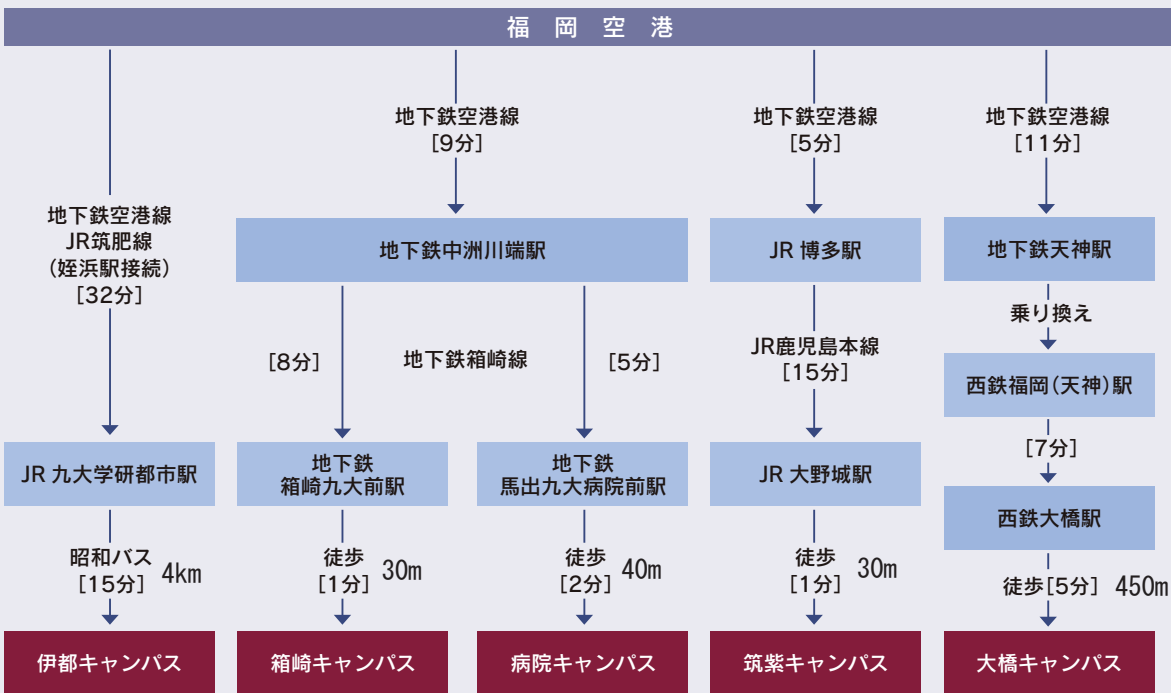 福岡空港
地下鉄空港線
JR筑肥線
(姪浜駅接続)
[32分]
JR 九大学研都市駅
昭和バス
[15分] 4km
伊都キャンパス
地下鉄空港線
[9分]
地下鉄中洲川端駅
地下鉄箱崎線
[8分]
地下鉄
箱崎九大前駅
徒歩
[1分] 30m
箱崎キャンパス
[5分]
地下鉄
馬出九大病院前駅
徒歩
[2分] 40m
病院キャンパス
地下鉄空港線
[5分]
JR 博多駅
JR鹿児島本線
[15分]
JR 大野城駅
徒歩
[1分] 30m
筑紫キャンパス
地下鉄空港線
[11分]
地下鉄天神駅
乗り換え
西鉄福岡(天神)駅
[7分]
西鉄大橋駅
徒歩[5分] 450m
大橋キャンパス